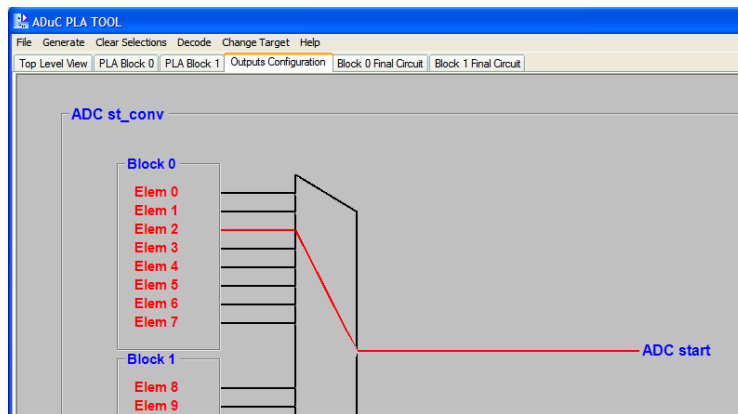 ADuC PLA TOOL
File Generate Clear Selections Decode Change Target Help
Top Level View PLA Block 0 PLA Block 1 Outputs Configuration Block 0 Final Circuit Block 1 Final Circuit
ADC st_conv
Block 0
Elem 0
Elem 1
Elem 2
Elem 3
Elem 4
Elem 5
Elem 6
Elem 7
ADC start
Block 1
Elem 8
Elem 9